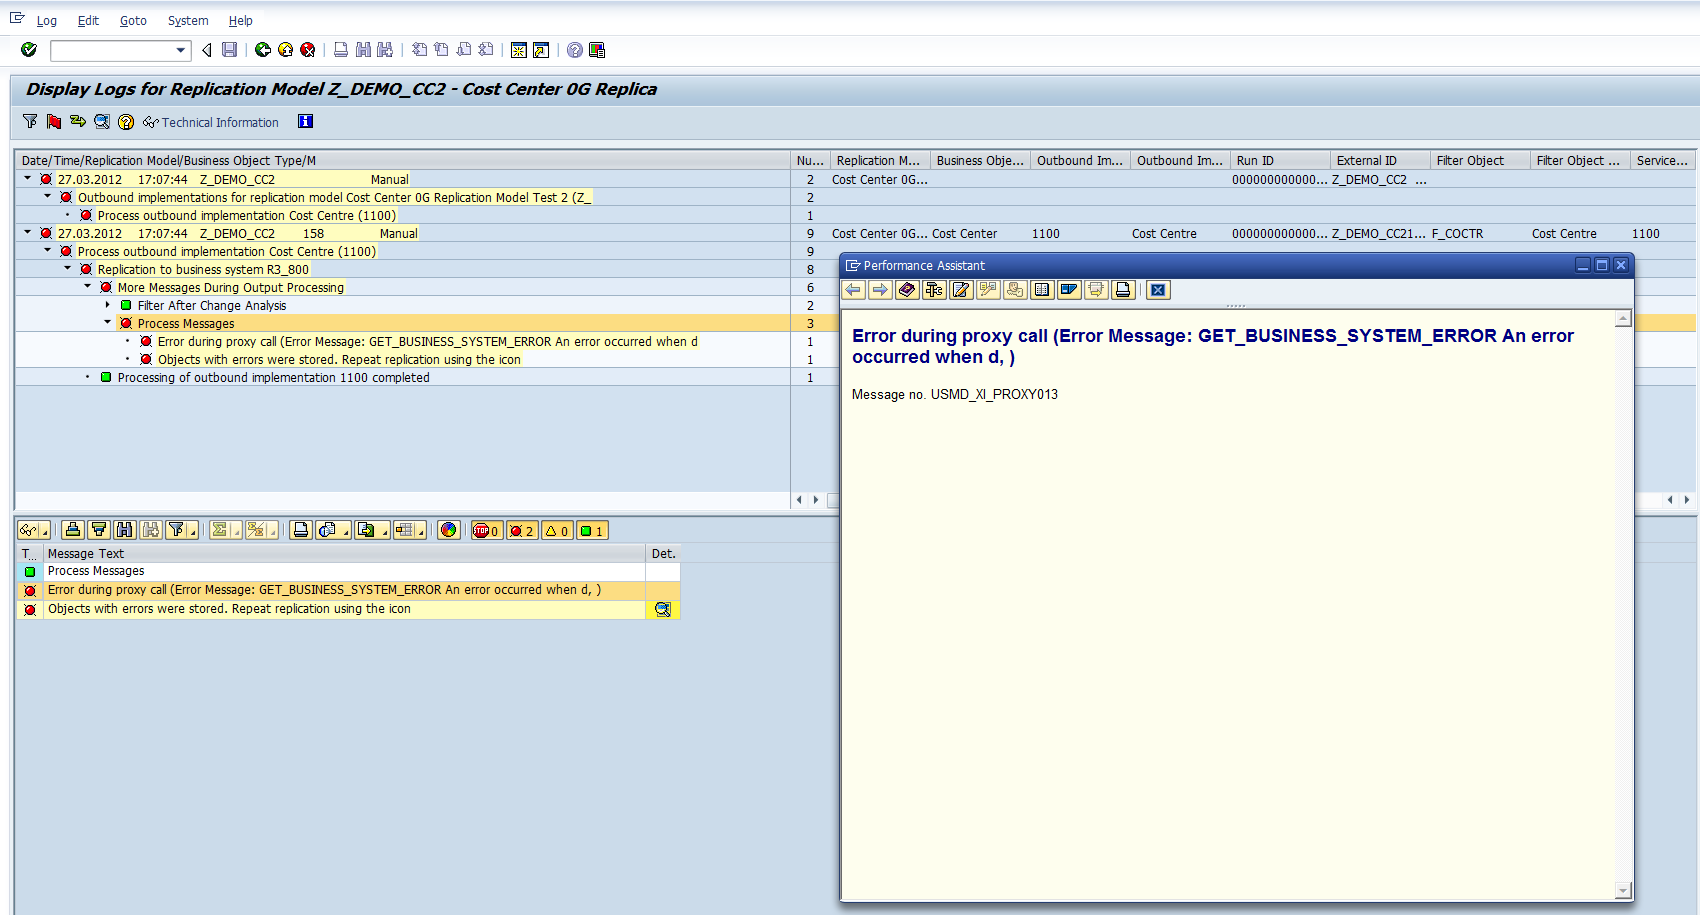 Log Edit Goto System Help
Display Logs for Replication Model Z_DEMO_CC2 - Cost Center 0G Replica
Technical Information
Date/Time/Replication Model/Business Object Type/M Nu... Replication M... Business Obje... Outbound Im... Outbound Im... Run ID External ID Filter Object Filter Object ... Service...
27.03.2012 17:07:44 Z_DEMO_CC2 Manual 2 Cost Center 0G... 000000000000... Z_DEMO_CC2 ...
Outbound implementations for replication model Cost Center 0G Replication Model Test 2 (Z_ 2
Process outbound implementation Cost Centre (1100) 1
27.03.2012 17:07:44 Z_DEMO_CC2 158 Manual 9 Cost Center 0G... Cost Center 1100 Cost Centre 000000000000... Z_DEMO_CC21... F_COCTR Cost Centre 1100
Process outbound implementation Cost Centre (1100) 9
Replication to business system R3_800 8
More Messages During Output Processing 6
Filter After Change Analysis 2
Process Messages 3
Error during proxy call (Error Message: GET_BUSINESS_SYSTEM_ERROR An error occurred when d 1
Objects with errors were stored. Repeat replication using the icon 1
Processing of outbound implementation 1100 completed 1
Performance Assistant
Error during proxy call (Error Message: GET_BUSINESS_SYSTEM_ERROR An error
occurred when d, )
Message no. USMD_XI_PROXY013
STOP 0 2 0 1
T... Message Text Det.
Process Messages
Error during proxy call (Error Message: GET_BUSINESS_SYSTEM_ERROR An error occurred when d, )
Objects with errors were stored. Repeat replication using the icon